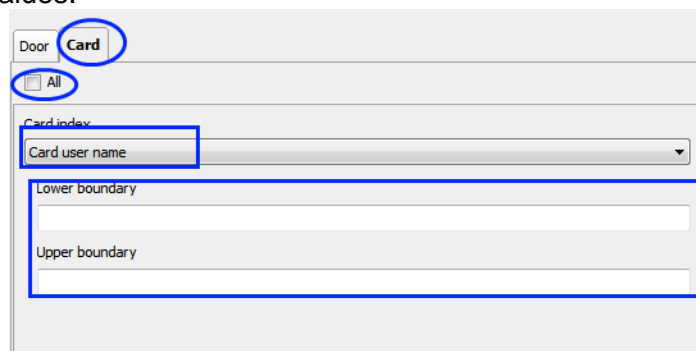 Door Card
All
Card index
Card user name
Lower boundary
Upper boundary